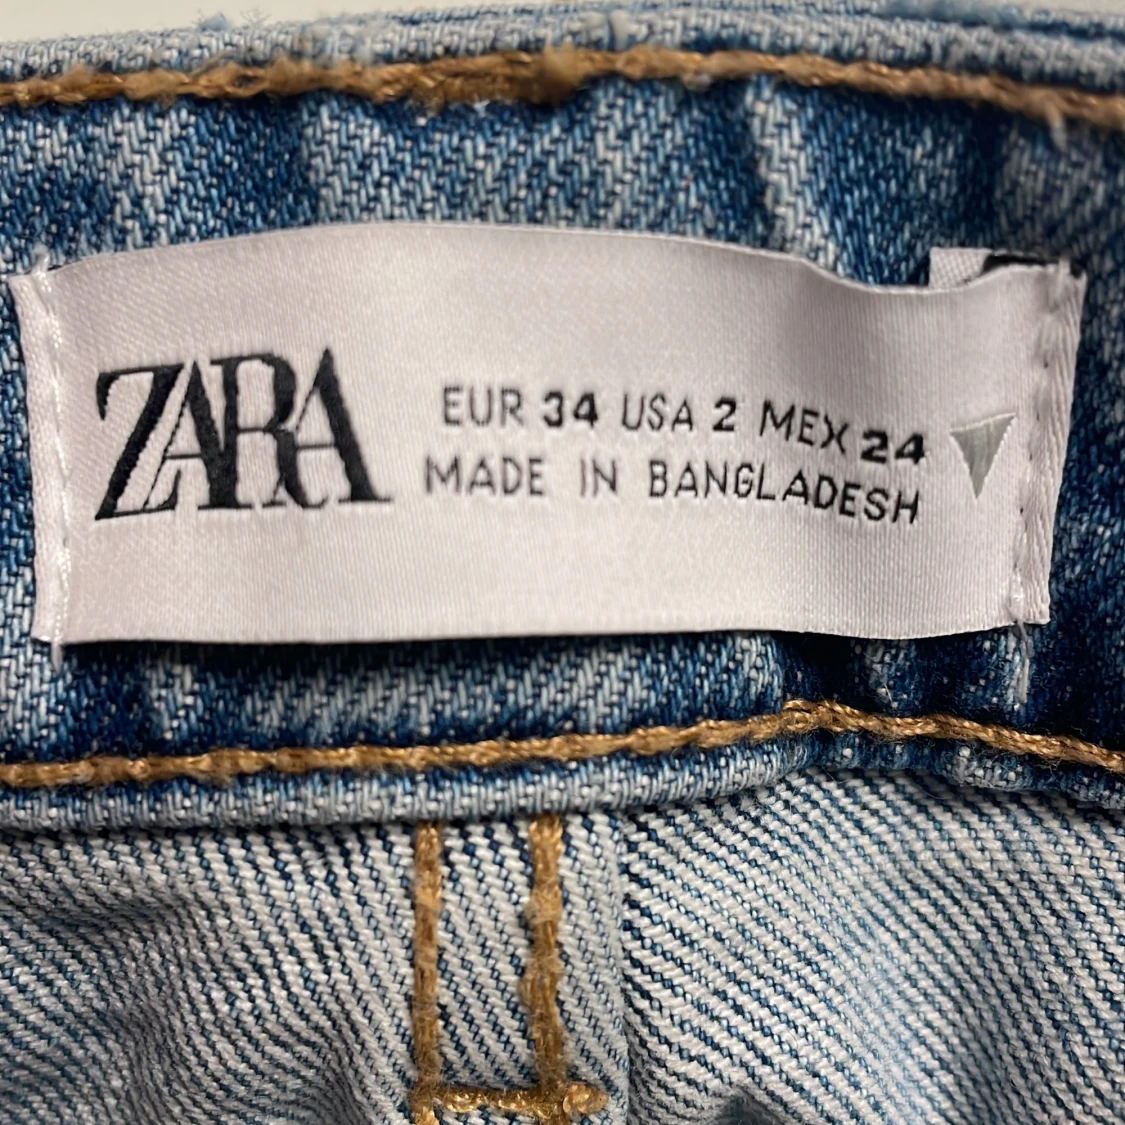 ZARA
EUR 34 USA 2 MEX 24
MADE IN BANGLADESH